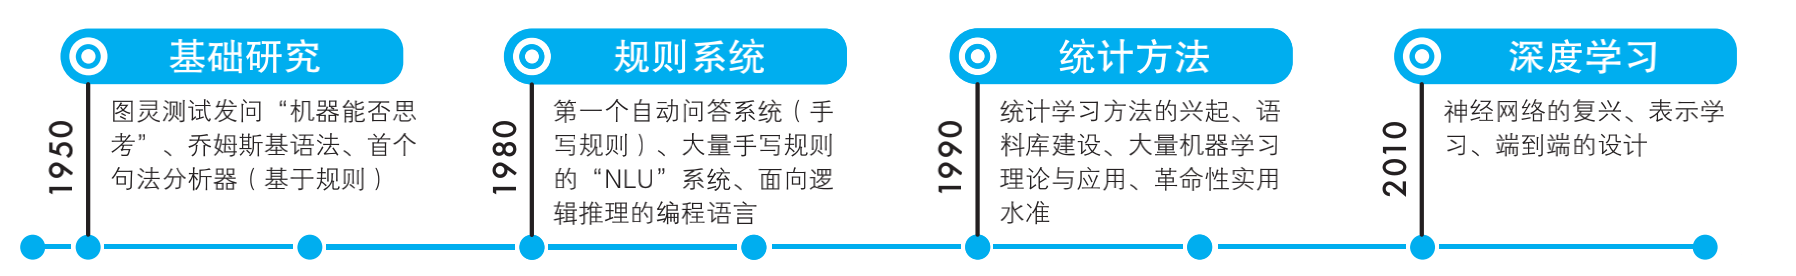 基础研究
1950
图灵测试发问“机器能否思
考”、乔姆斯基语法、首个
句法分析器（基于规则）
规则系统
1980
第一个自动问答系统（手
写规则）、大量手写规则
的“NLU”系统、面向逻
辑推理的编程语言
统计方法
1990
统计学习方法的兴起、语
料库建设、大量机器学习
理论与应用、革命性实用
水准
深度学习
2010
神经网络的复兴、表示学
习、端到端的设计